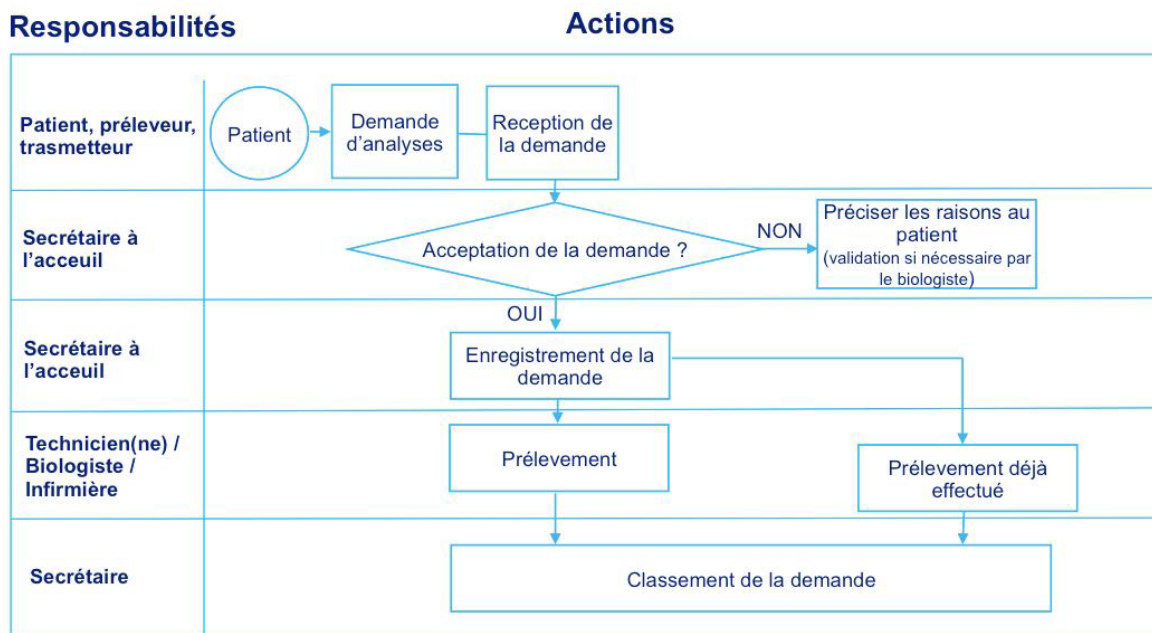 Responsabilités
Actions
Patient, préleveur,
trasmetteur
Patient
Demande
d'analyses
Reception de
la demande
Secrétaire à
l'acceuil
Acceptation de la demande ?
NON
Préciser les raisons au
patient
(validation si nécessaire par
le biologiste)
OUI
Secrétaire à
l'acceuil
Enregistrement de la
demande
Technicien(ne) /
Biologiste /
Infirmière
Prélevement
Prélevement déjà
effectué
Secrétaire
Classement de la demande